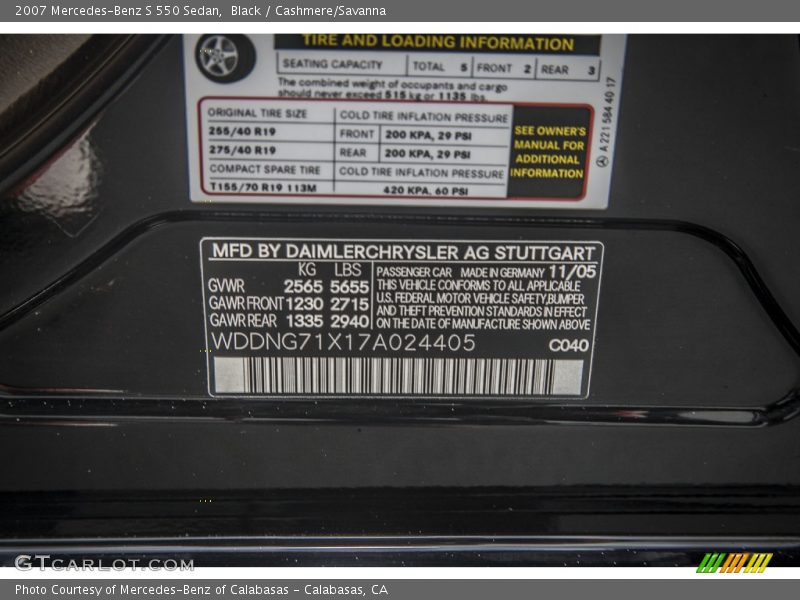 2007 Mercedes-Benz S 550 Sedan, Black / Cashmere/Savanna
TIRE AND LOADING INFORMATION
SEATING CAPACITY TOTAL 5 FRONT 2 REAR 3
The combined weight of occupants and cargo
should never exceed 515 kg or 1135 lbs.
ORIGINAL TIRE SIZE COLD TIRE INFLATION PRESSURE
255/40 R19 FRONT 200 KPA, 29 PSI
275/40 R19 REAR 200 KPA, 29 PSI
COMPACT SPARE TIRE COLD TIRE INFLATION PRESSURE
T155/70 R19 113M 420 KPA, 60 PSI
SEE OWNER'S
MANUAL FOR
ADDITIONAL
INFORMATION
A 221 584 40 17
MFD BY DAIMLERCHRYSLER AG STUTTGART
KG LBS
GVWR 2565 5655
GAWR FRONT 1230 2715
GAWR REAR 1335 2940
PASSENGER CAR MADE IN GERMANY 11/05
THIS VEHICLE CONFORMS TO ALL APPLICABLE
U.S. FEDERAL MOTOR VEHICLE SAFETY, BUMPER
AND THEFT PREVENTION STANDARDS IN EFFECT
ON THE DATE OF MANUFACTURE SHOWN ABOVE
WDDNG71X17A024405 C040
GTCARLOT.COM
Photo Courtesy of Mercedes-Benz of Calabasas - Calabasas, CA